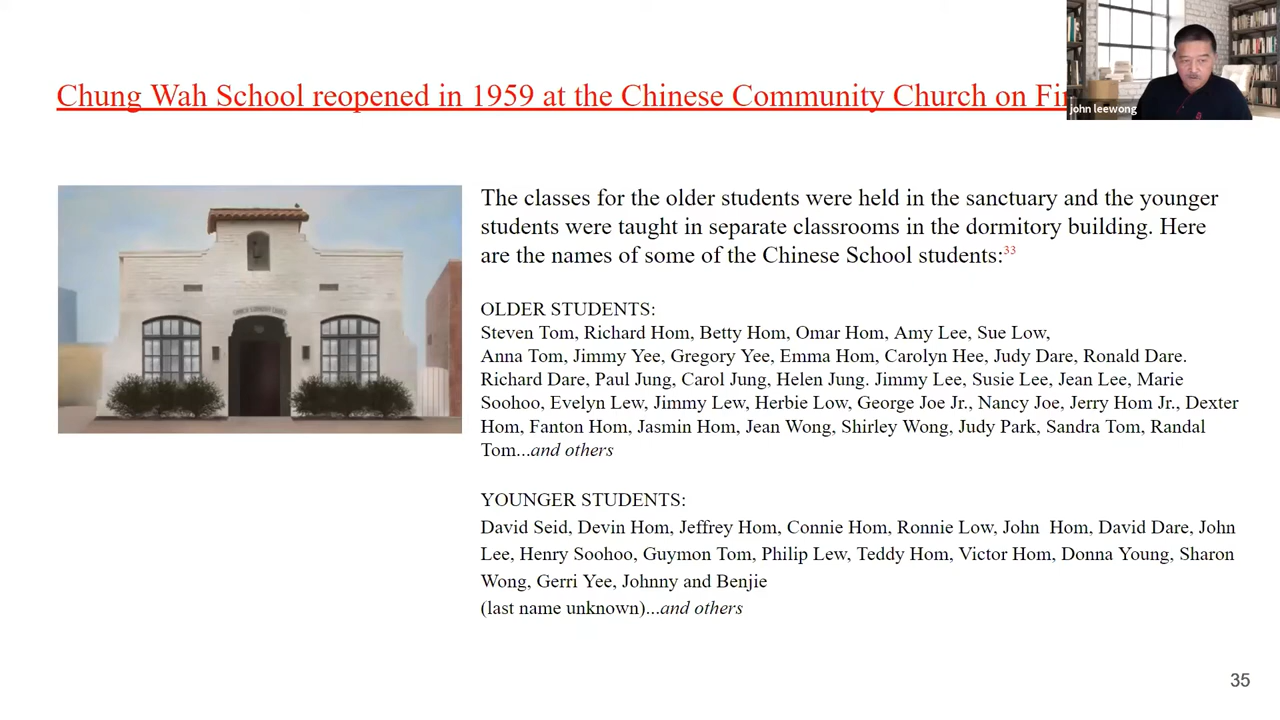 Chung Wah School reopened in 1959 at the Chinese Community Church on
john leewong
The classes for the older students were held in the sanctuary and the younger
students were taught in separate classrooms in the dormitory building. Here
are the names of some of the Chinese School students:33
OLDER STUDENTS:
Steven Tom, Richard Hom, Betty Hom, Omar Hom, Amy Lee, Sue Low,
Anna Tom, Jimmy Yee, Gregory Yee, Emma Hom, Carolyn Hee, Judy Dare, Ronald Dare.
Richard Dare, Paul Jung, Carol Jung, Helen Jung. Jimmy Lee, Susie Lee, Jean Lee, Marie
Soohoo, Evelyn Lew, Jimmy Lew, Herbie Low, George Joe Jr., Nancy Joe, Jerry Hom Jr., Dexter
Hom, Fanton Hom, Jasmin Hom, Jean Wong, Shirley Wong, Judy Park, Sandra Tom, Randal
Tom...and others
YOUNGER STUDENTS:
David Seid, Devin Hom, Jeffrey Hom, Connie Hom, Ronnie Low, John  Hom, David Dare, John
Lee, Henry Soohoo, Guymon Tom, Philip Lew, Teddy Hom, Victor Hom, Donna Young, Sharon
Wong, Gerri Yee, Johnny and Benjie
(last name unknown)...and others
35